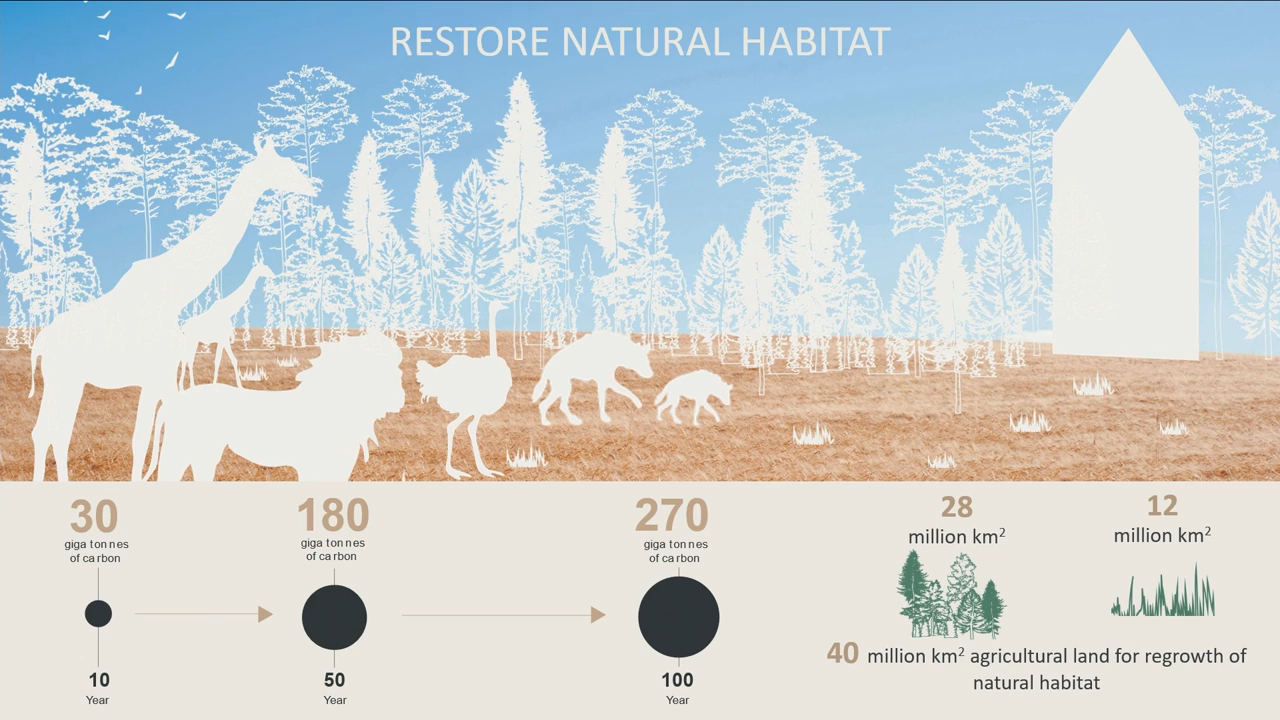 RESTORE NATURAL HABITAT
30
giga tonnes
of carbon
10
Year
180
giga tonnes
of carbon
50
Year
270
giga tonnes
of carbon
100
Year
28
million km²
12
million km²
40 million km² agricultural land for regrowth of
natural habitat